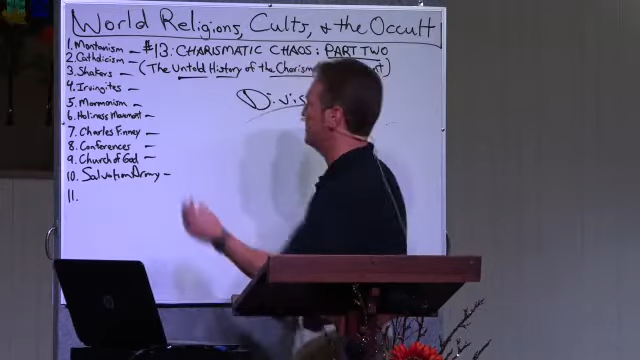 World Religions, Cults, & the Occult
#13: CHARISMATIC CHAOS: PART TWO
(The Untold History of the Charism
1. Montanism -
2. Catholicism -
3. Shakers -
4. Irvingites -
5. Mormonism -
6. Holiness Movement -
7. Charles Finney -
8. Conferences -
9. Church of God -
10. Salvation Army -
11.